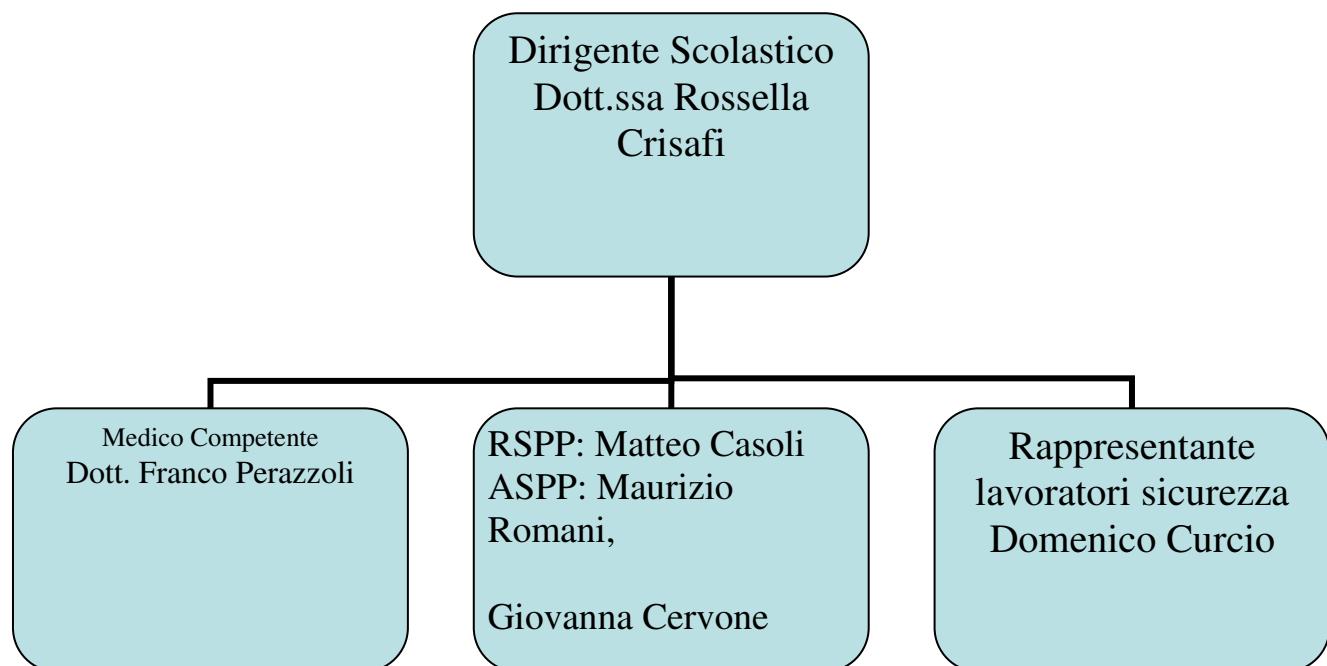 Dirigente Scolastico
Dott.ssa Rossella
Crisafi
Medico Competente
Dott. Franco Perazzoli
RSPP: Matteo Casoli
ASPP: Maurizio
Romani,
Giovanna Cervone
Rappresentante
lavoratori sicurezza
Domenico Curcio